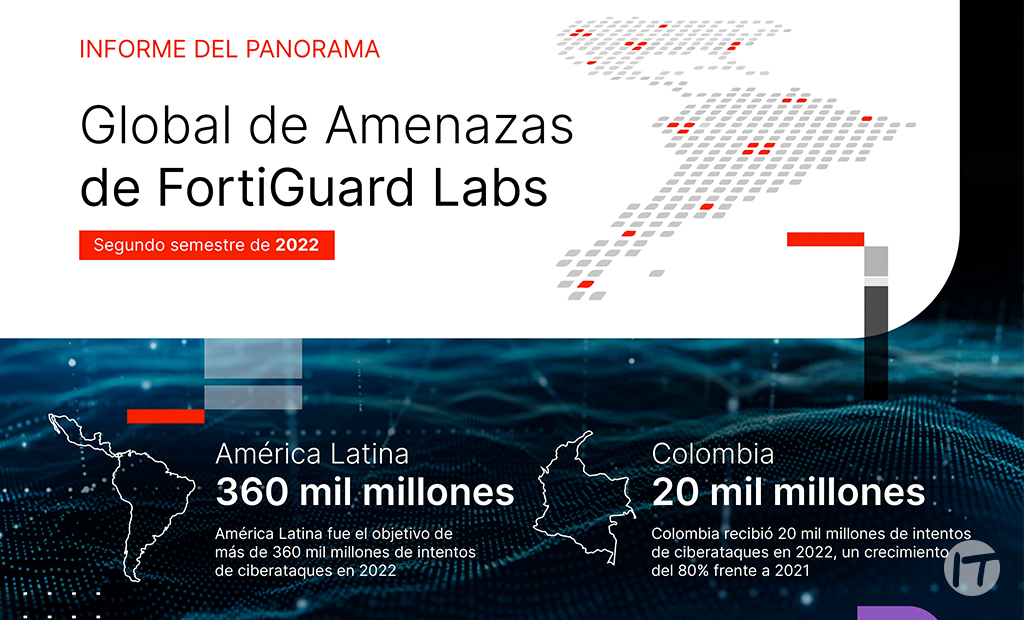 INFORME DEL PANORAMA
Global de Amenazas
de FortiGuard Labs
Segundo semestre de 2022
América Latina
360 mil millones
América Latina fue el objetivo de
más de 360 mil millones de intentos
de ciberataques en 2022
Colombia
20 mil millones
Colombia recibió 20 mil millones de intentos
de ciberataques en 2022, un crecimiento
del 80% frente a 2021
IT